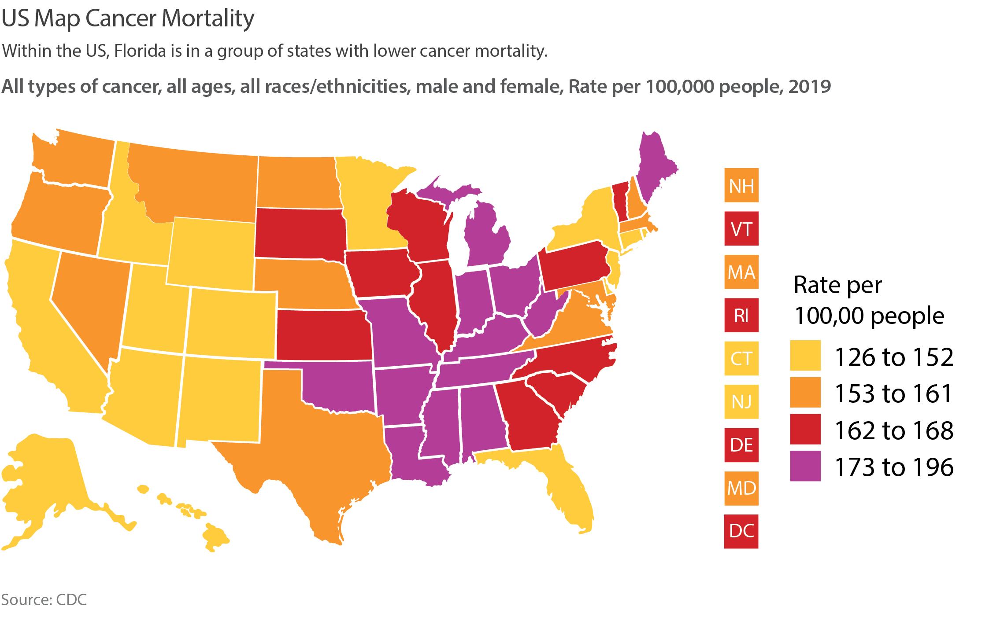 US Map Cancer Mortality
Within the US, Florida is in a group of states with lower cancer mortality.
All types of cancer, all ages, all races/ethnicities, male and female, Rate per 100,000 people, 2019
NH
VT
MA
RI
CT
NJ
DE
MD
DC
Rate per
100,00 people
126 to 152
153 to 161
162 to 168
173 to 196
Source: CDC